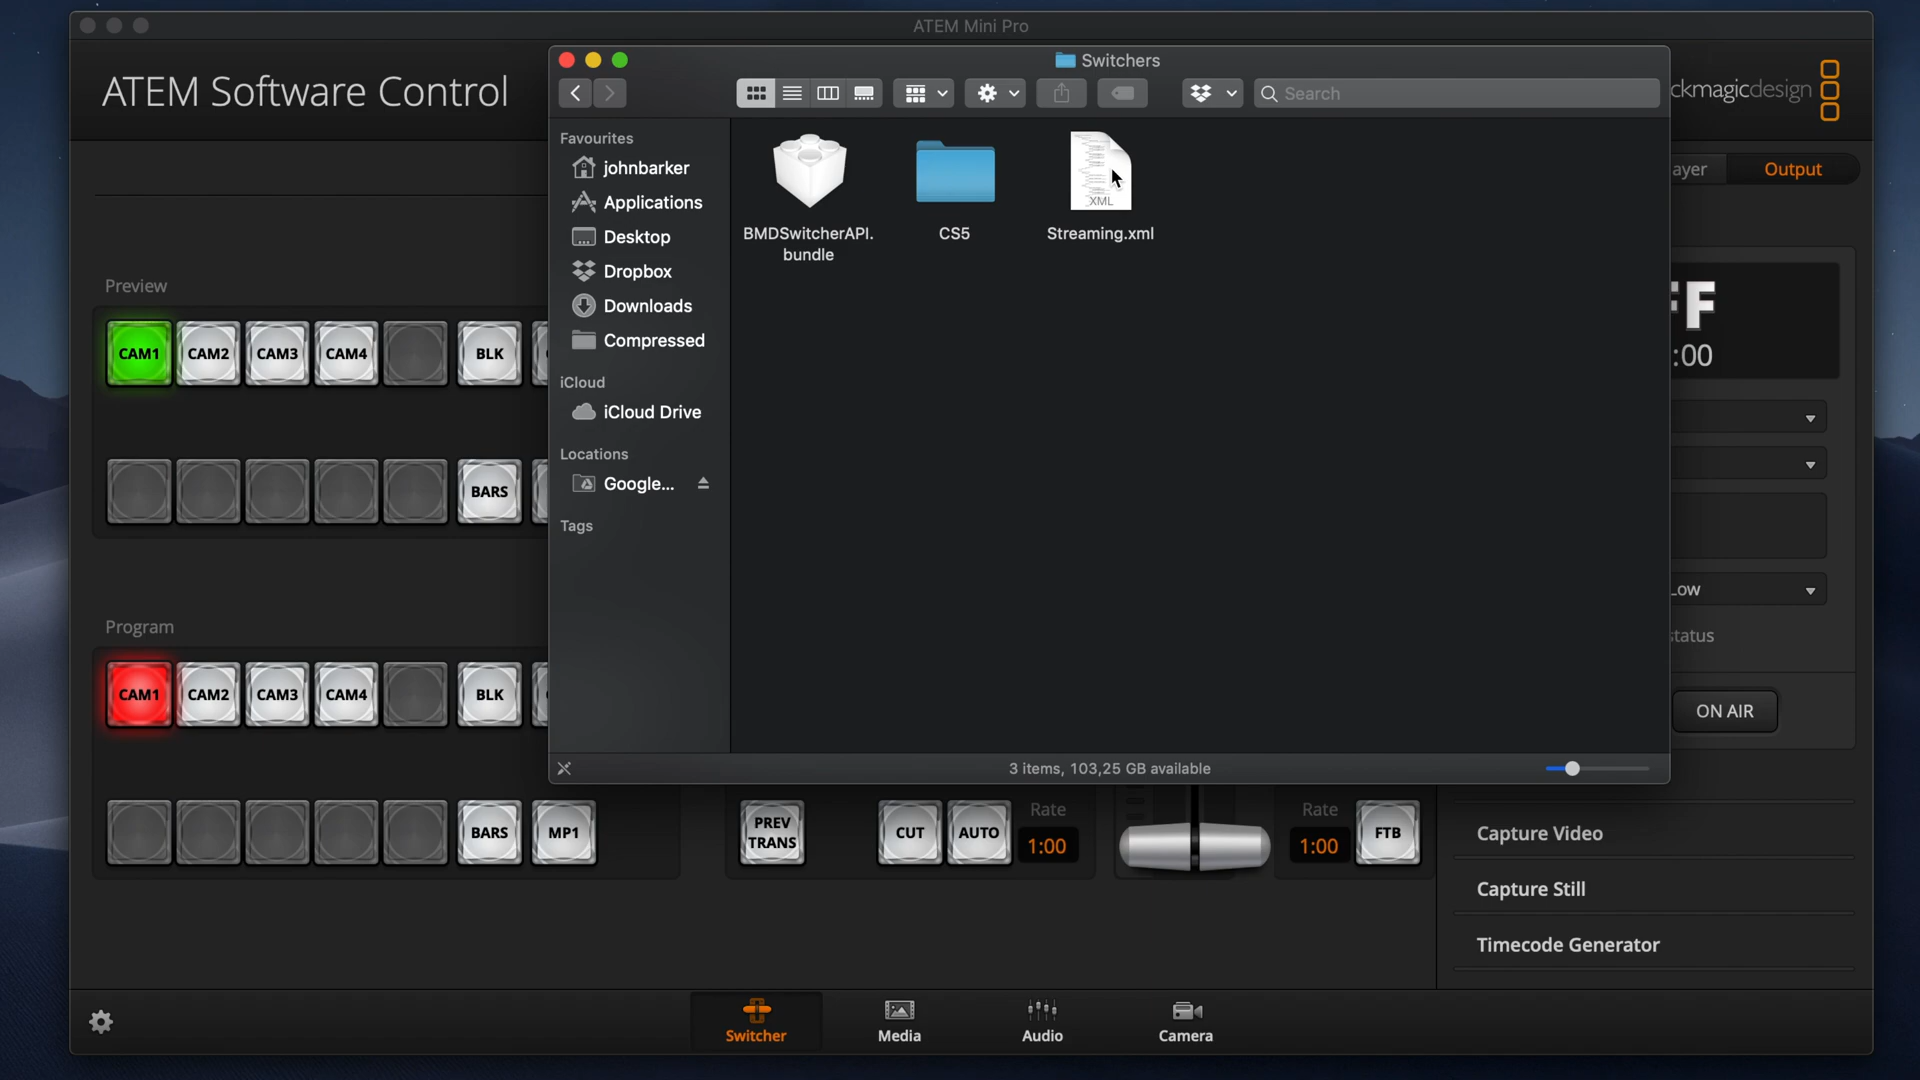 ATEM Mini Pro
ATEM Software Control
ckmagicdesign
Switchers
Search
Favourites
johnbarker
Applications
Desktop
Dropbox
Downloads
Compressed
iCloud
iCloud Drive
Locations
Google...
Tags
BMDSwitcherAPI.
bundle
CS5
XML
Streaming.xml
3 items, 103,25 GB available
ayer
Output
FF
:00
Low
status
ON AIR
Preview
CAM1 CAM2 CAM3 CAM4 BLK
BARS
Program
CAM1 CAM2 CAM3 CAM4 BLK
BARS MP1
PREV
TRANS
CUT AUTO
Rate
1:00
Rate
1:00
FTB
Capture Video
Capture Still
Timecode Generator
Switcher
Media
Audio
Camera